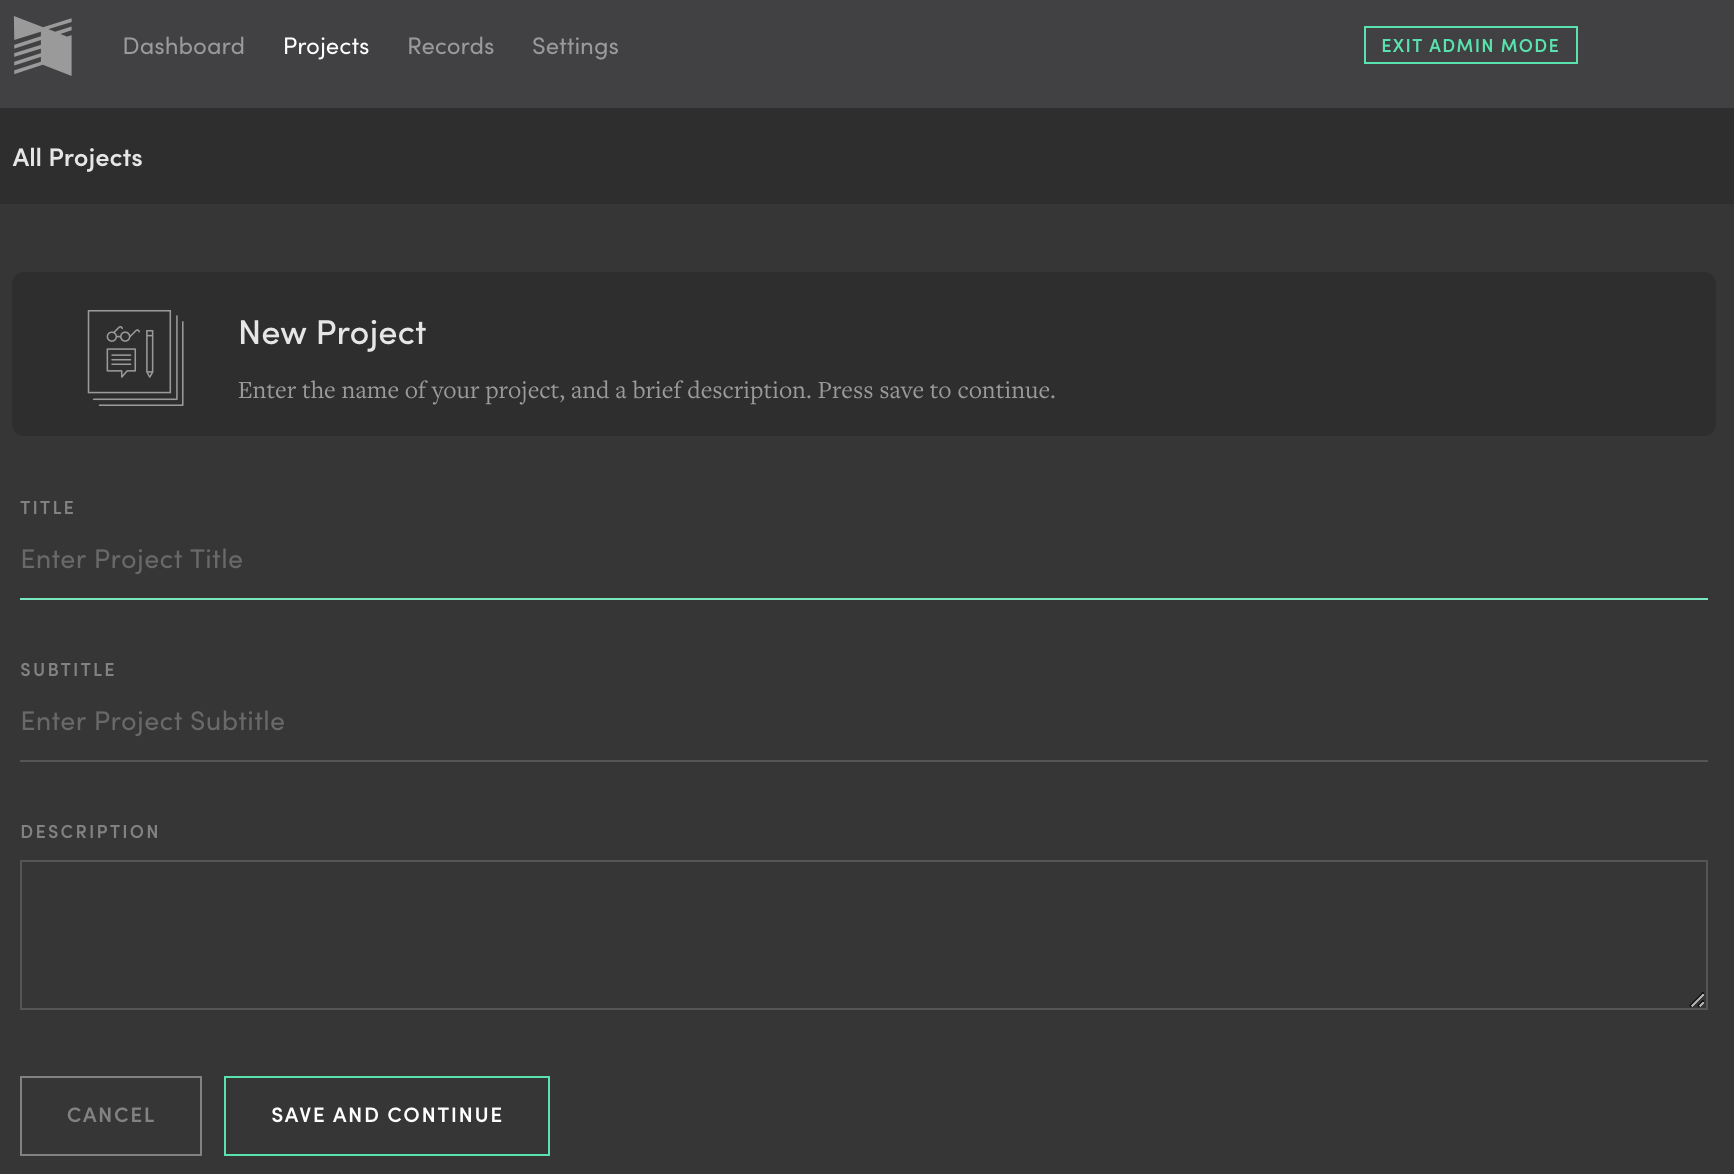 Dashboard Projects Records Settings EXIT ADMIN MODE
All Projects
New Project
Enter the name of your project, and a brief description. Press save to continue.
TITLE
Enter Project Title
SUBTITLE
Enter Project Subtitle
DESCRIPTION
CANCEL SAVE AND CONTINUE